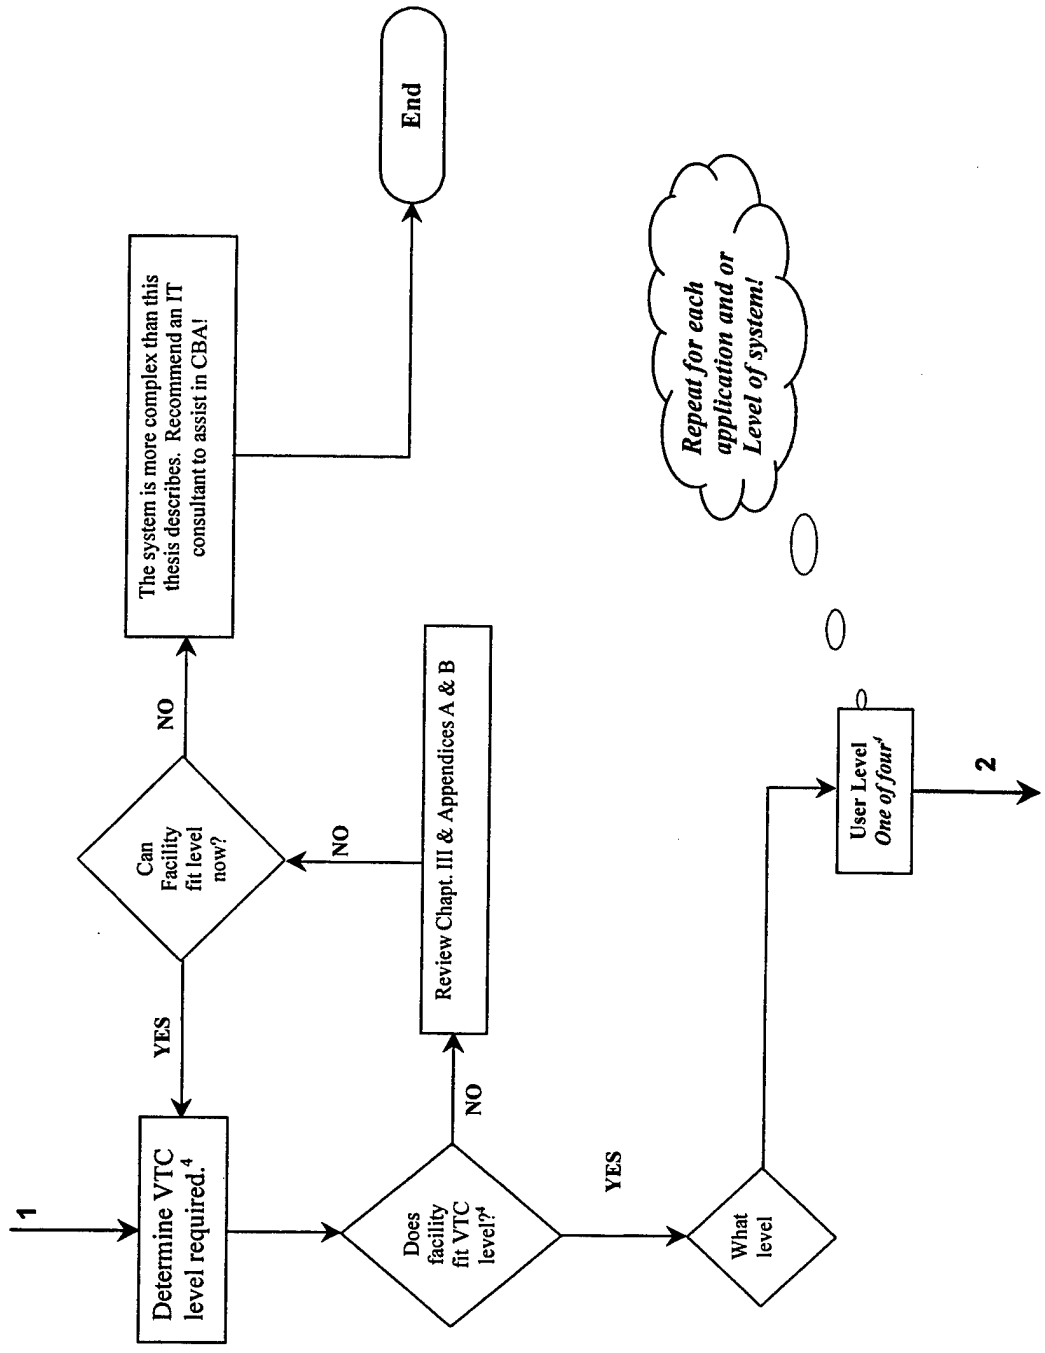 1
Determine VTC
level required.⁴
YES
Can
Facility
fit level
now?
NO
The system is more complex than this
thesis describes. Recommend an IT
consultant to assist in CBA!
End
Does
facility
fit VTC
level?⁴
NO
Review Chapt. III & Appendices A & B
NO
YES
What
level
User Level
One of four⁴
2
Repeat for each
application and or
Level of system!